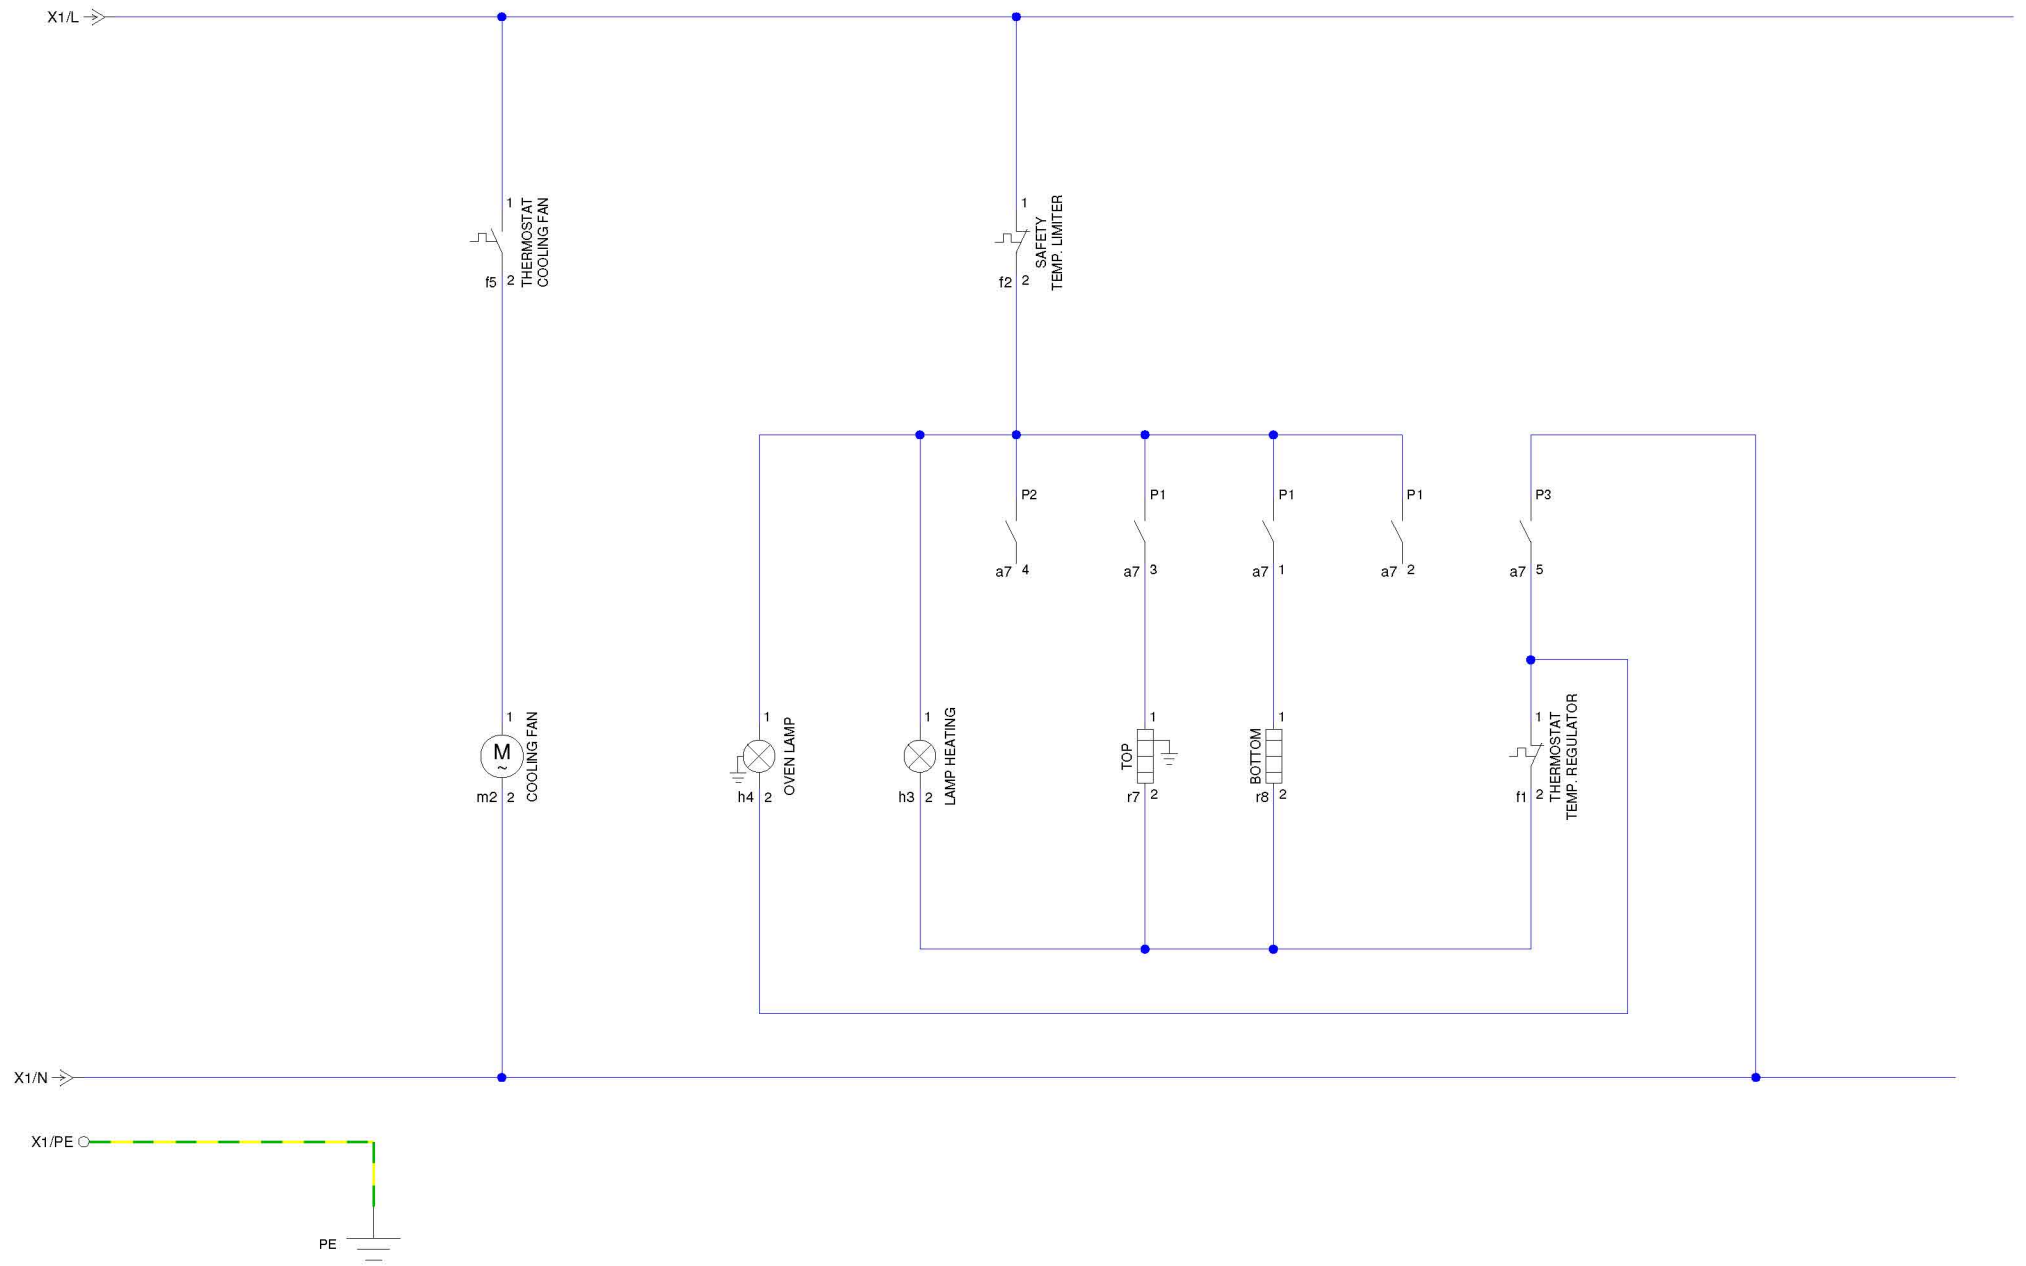 X1/L
1
THERMOSTAT
COOLING FAN
f5
2
1
SAFETY
TEMP. LIMITER
f2
2
P2
P1
P1
P1
P3
a7
4
a7
3
a7
1
a7
2
a7
5
1
M
~
COOLING FAN
m2
2
1
OVEN LAMP
h4
2
1
LAMP HEATING
h3
2
1
TOP
r7
2
1
BOTTOM
r8
2
1
THERMOSTAT
TEMP. REGULATOR
f1
2
X1/N
X1/PE
PE